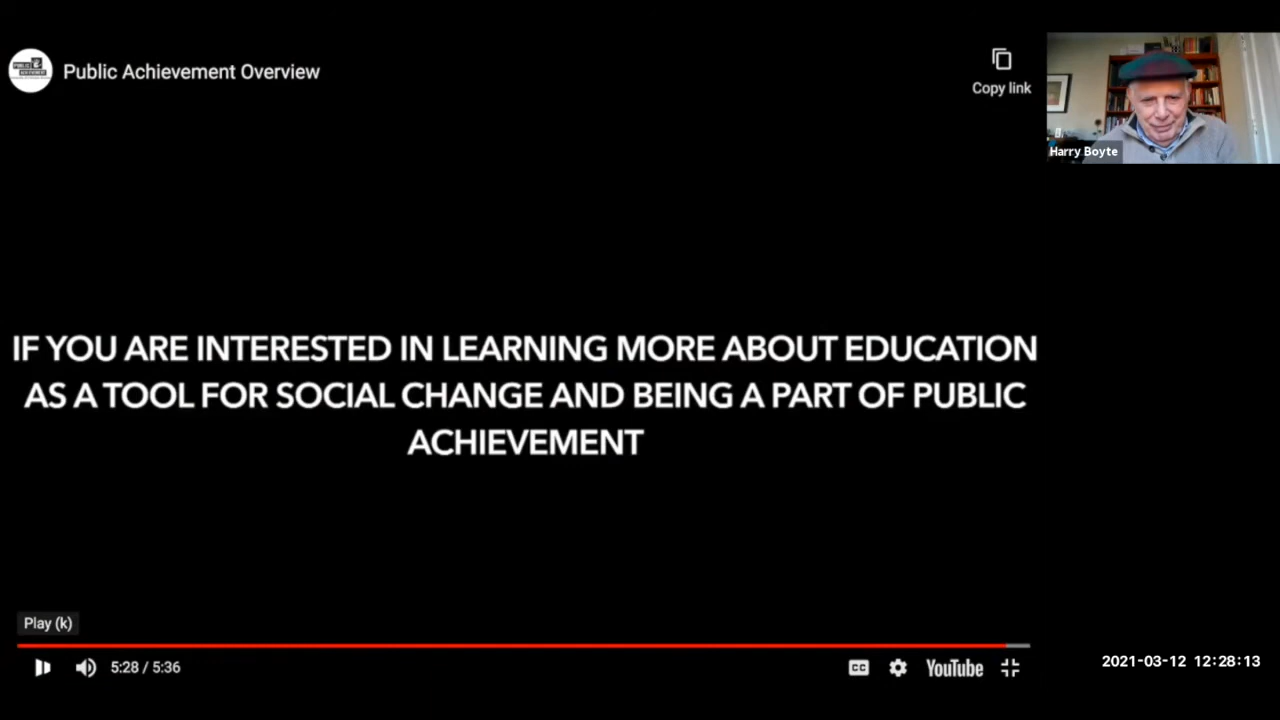 Public Achievement Overview
Copy link
Harry Boyte
IF YOU ARE INTERESTED IN LEARNING MORE ABOUT EDUCATION
AS A TOOL FOR SOCIAL CHANGE AND BEING A PART OF PUBLIC
ACHIEVEMENT
Play (k)
5:28 / 5:36
CC
YouTube
2021-03-12 12:28:13